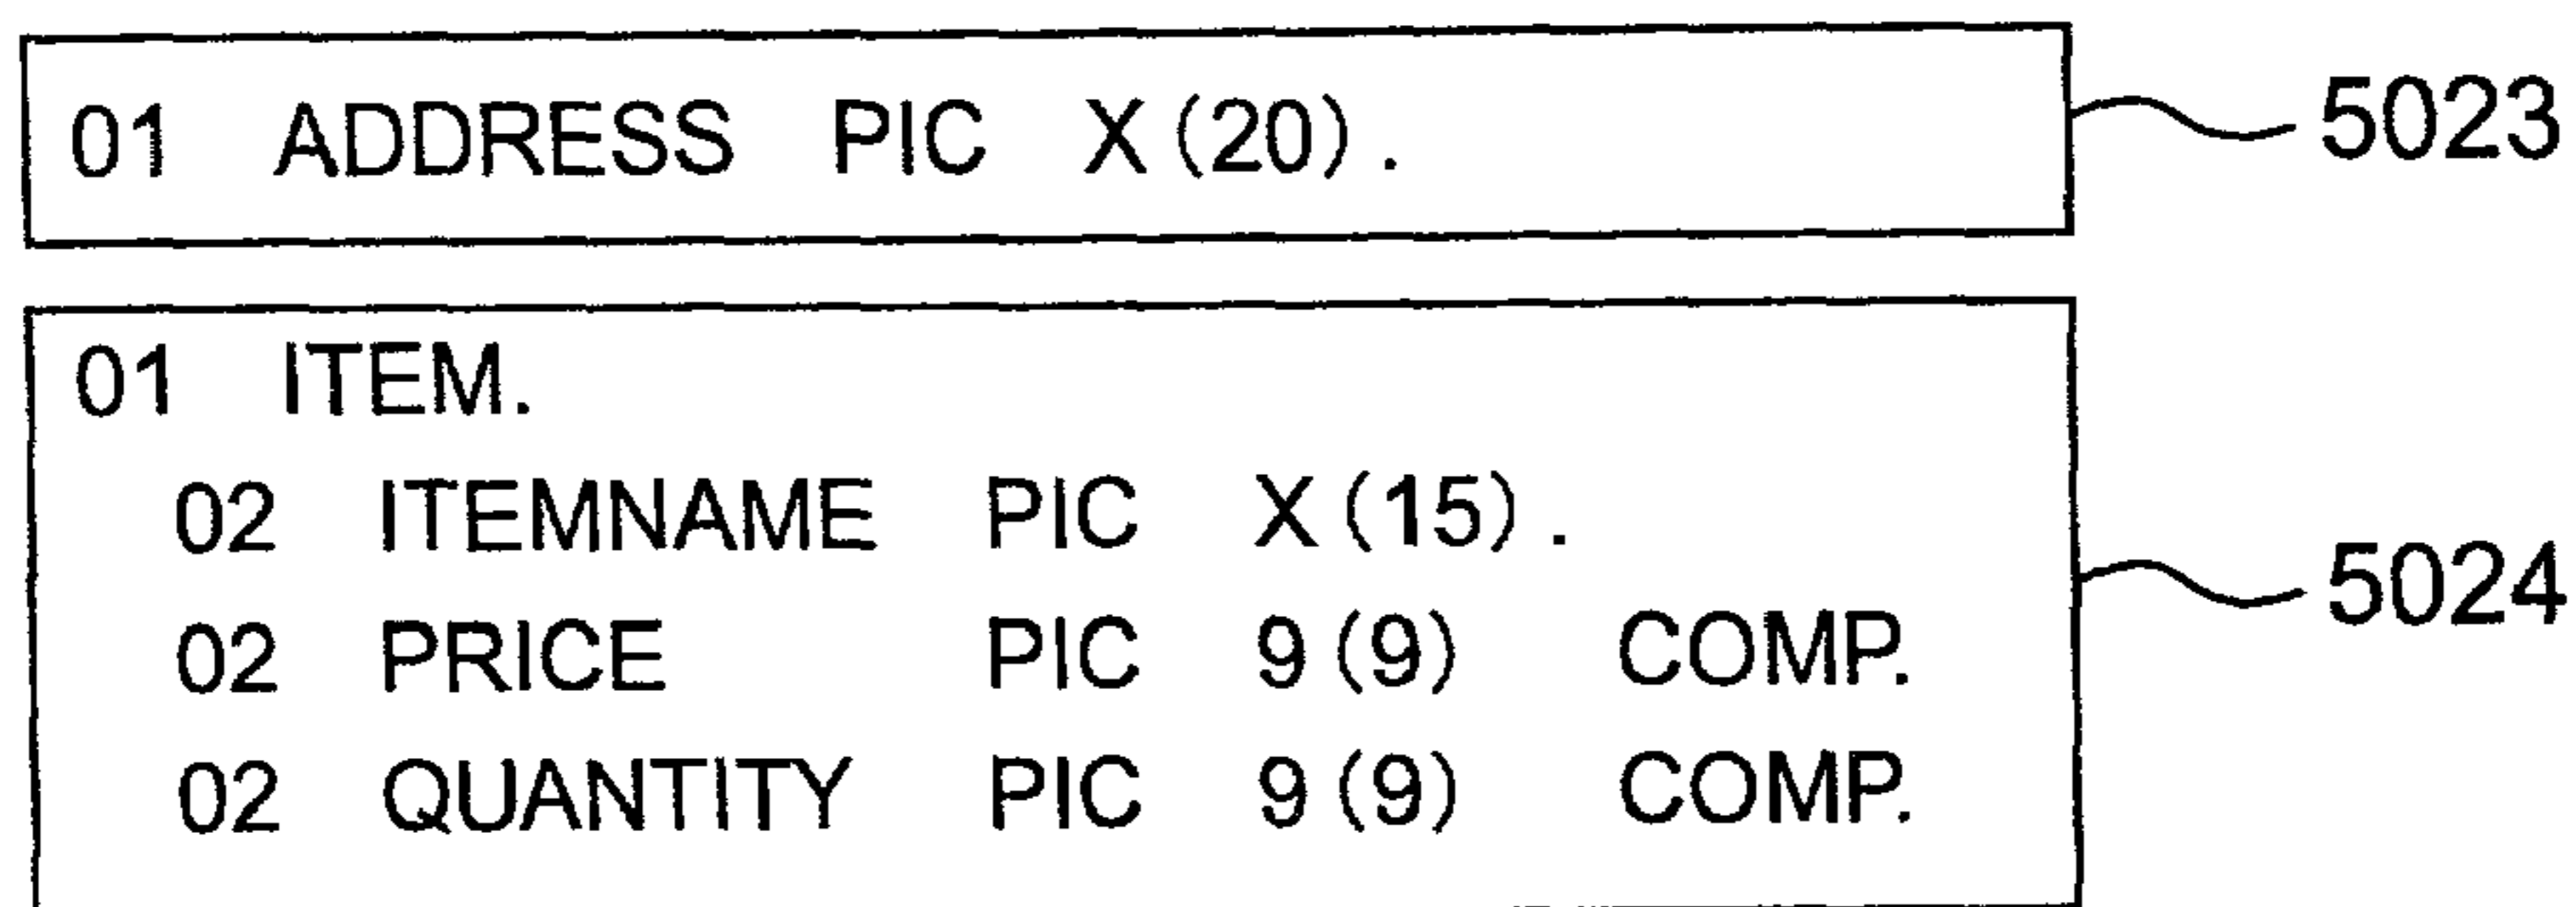 01 ADDRESS PIC X(20).
5023
01 ITEM.
02 ITEMNAME PIC X(15).
02 PRICE PIC 9(9) COMP.
02 QUANTITY PIC 9(9) COMP.
5024